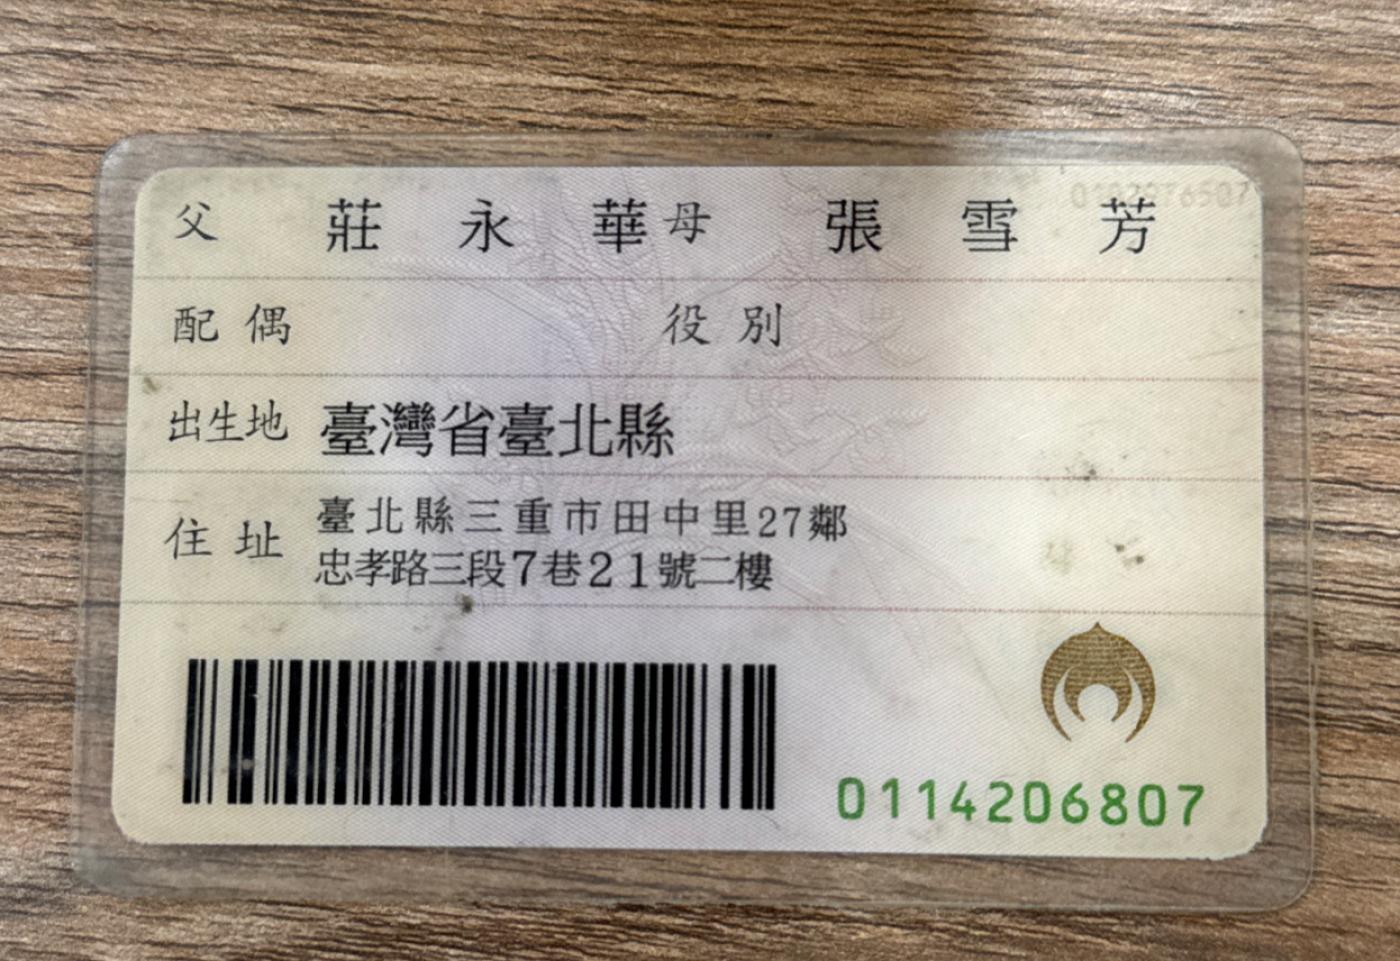 父 莊永華 母 張雪芳
配偶 役別
出生地 臺灣省臺北縣
住址 臺北縣三重市田中里27鄰
忠孝路三段7巷21號二樓
0114206807